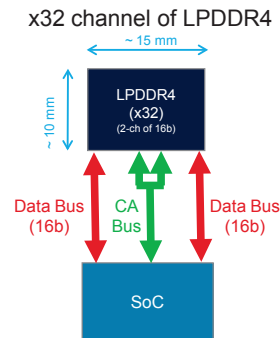 x32 channel of LPDDR4
~ 15 mm
~ 10 mm
LPDDR4
(x32)
(2-ch of 16b)
Data Bus
(16b)
CA
Bus
Data Bus
(16b)
SoC